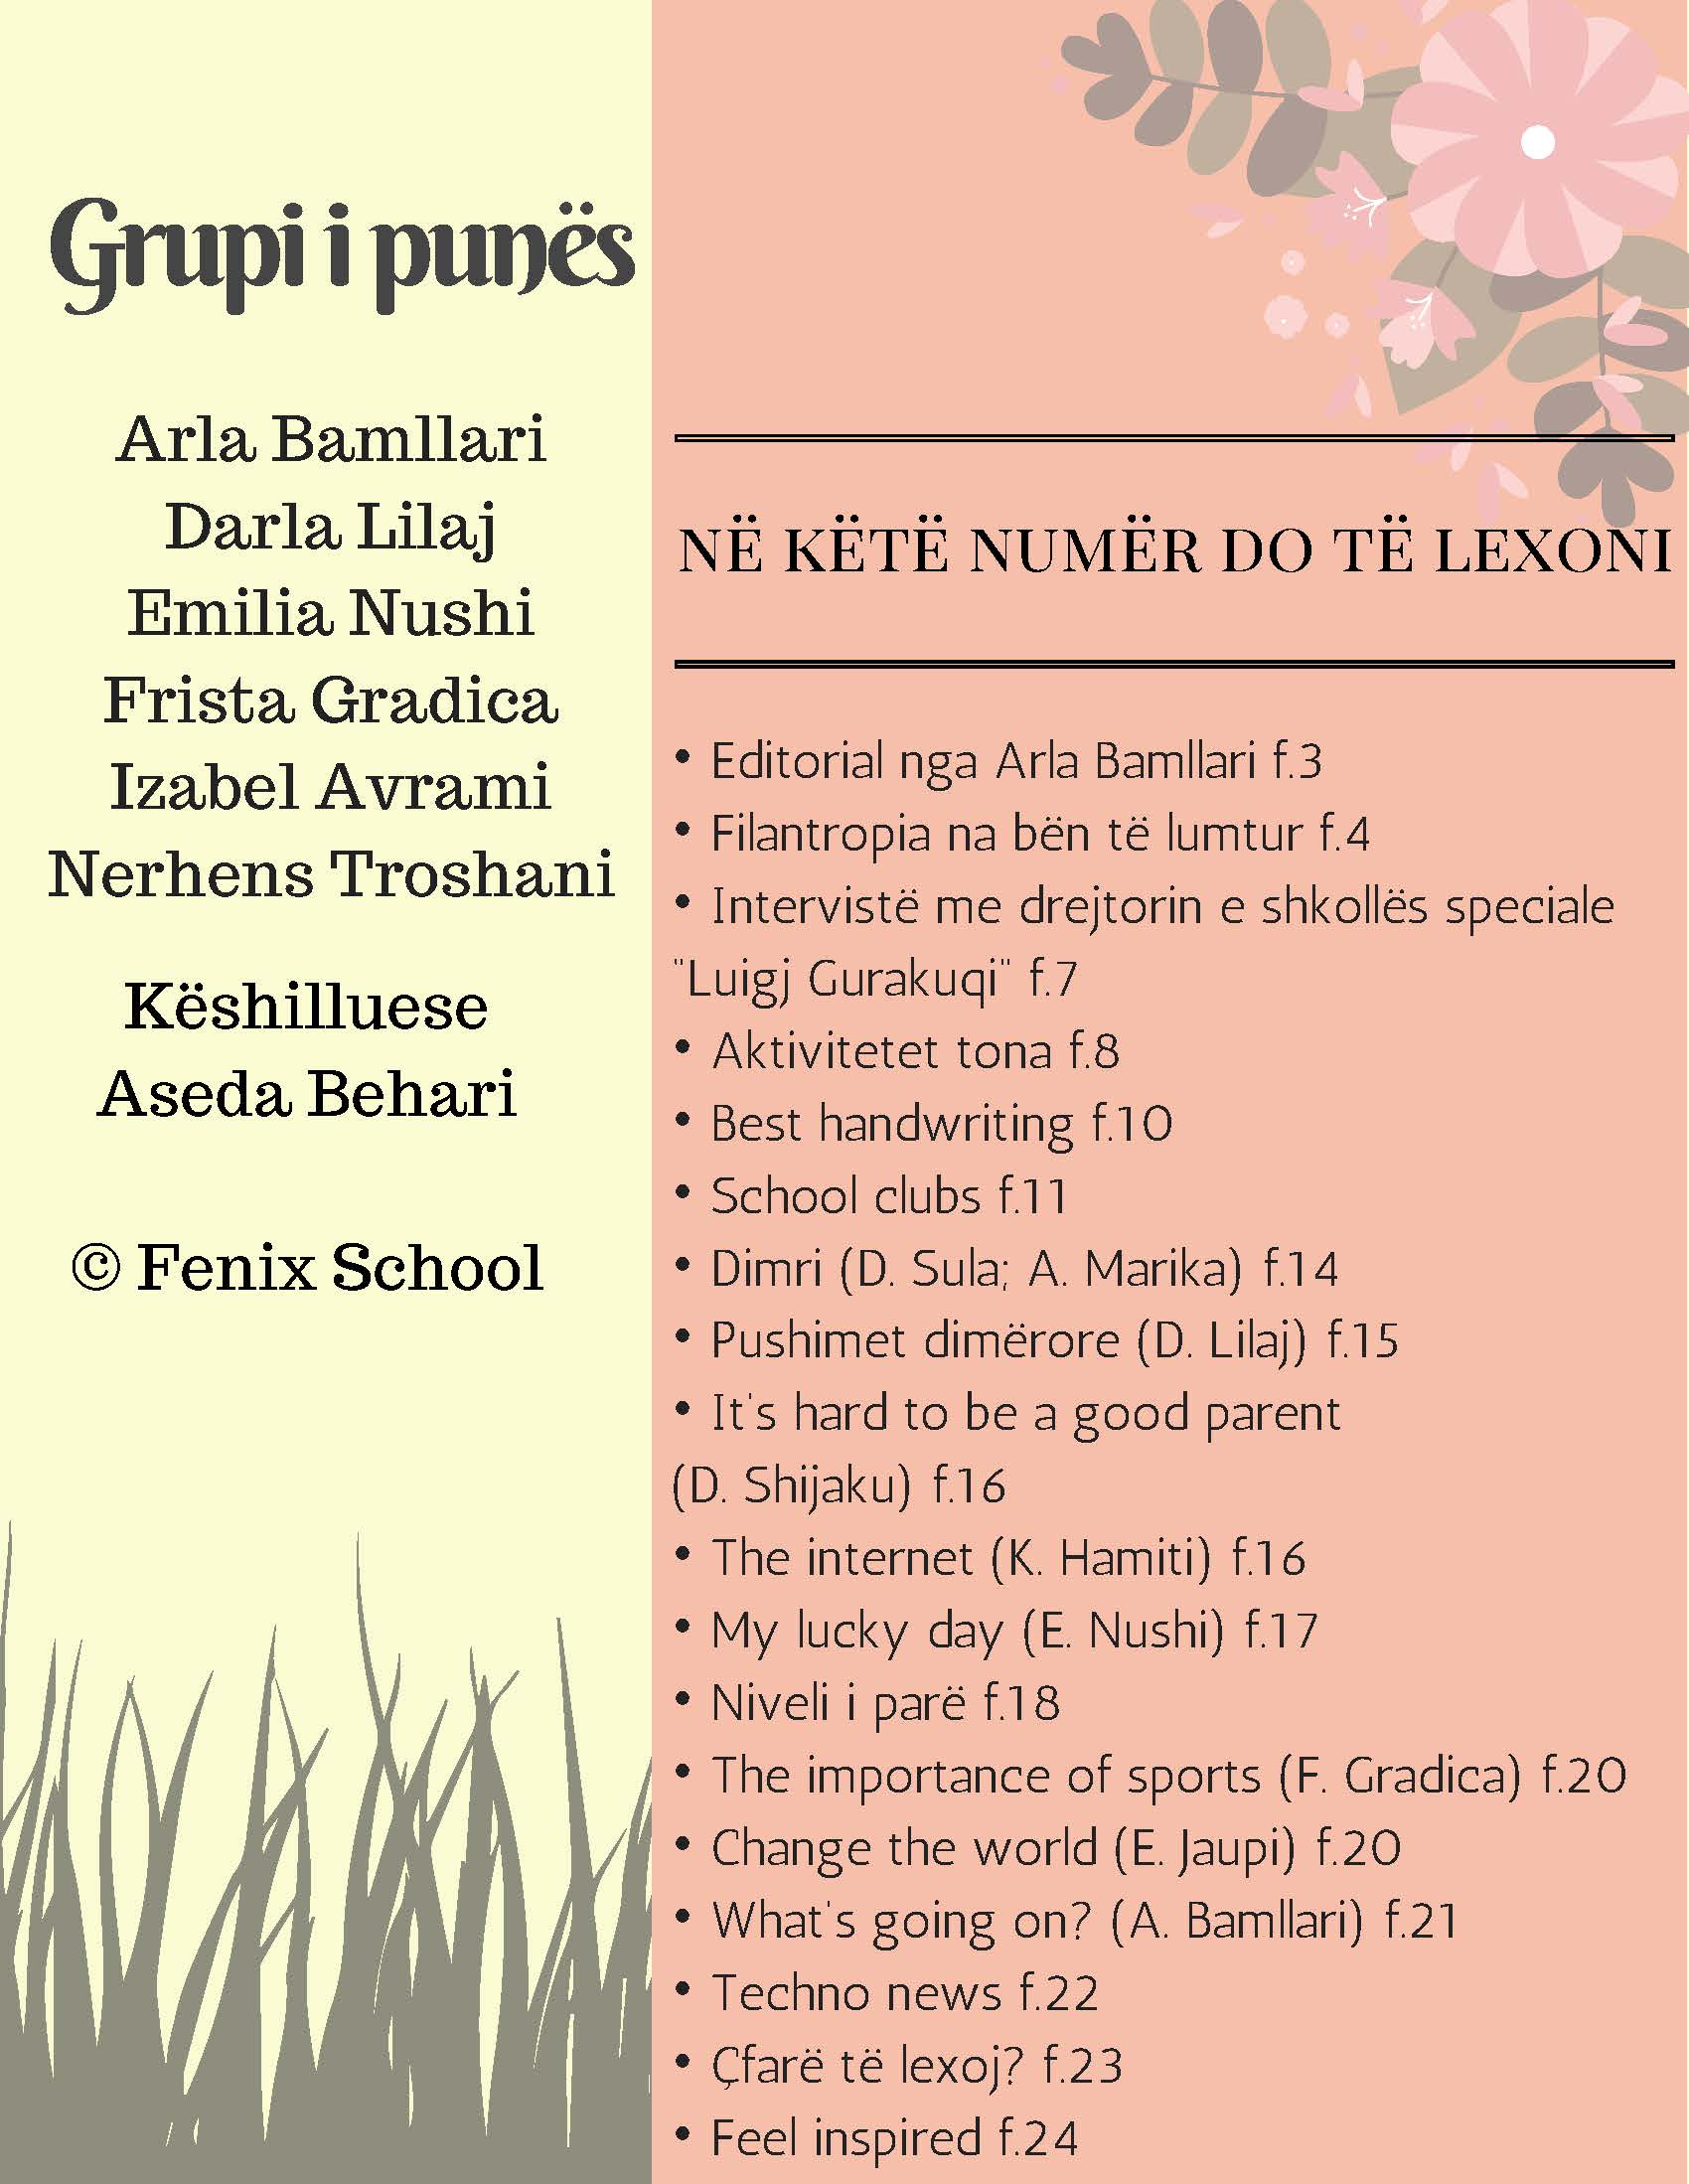 Grupi i punës
Arla Bamllari
Darla Lilaj
Emilia Nushi
Frista Gradica
Izabel Avrami
Nerhens Troshani
Këshilluese
Aseda Behari
© Fenix School
NË KËTË NUMËR DO TË LEXONI
• Editorial nga Arla Bamllari f.3
• Filantropia na bën të lumtur f.4
• Intervistë me drejtorin e shkollës speciale
"Luigj Gurakuqi" f.7
• Aktivitetet tona f.8
• Best handwriting f.10
• School clubs f.11
• Dimri (D. Sula; A. Marika) f.14
• Pushimet dimërore (D. Lilaj) f.15
• It's hard to be a good parent
(D. Shijaku) f.16
• The internet (K. Hamiti) f.16
• My lucky day (E. Nushi) f.17
• Niveli i parë f.18
• The importance of sports (F. Gradica) f.20
• Change the world (E. Jaupi) f.20
• What's going on? (A. Bamllari) f.21
• Techno news f.22
• Çfarë të lexoj? f.23
• Feel inspired f.24